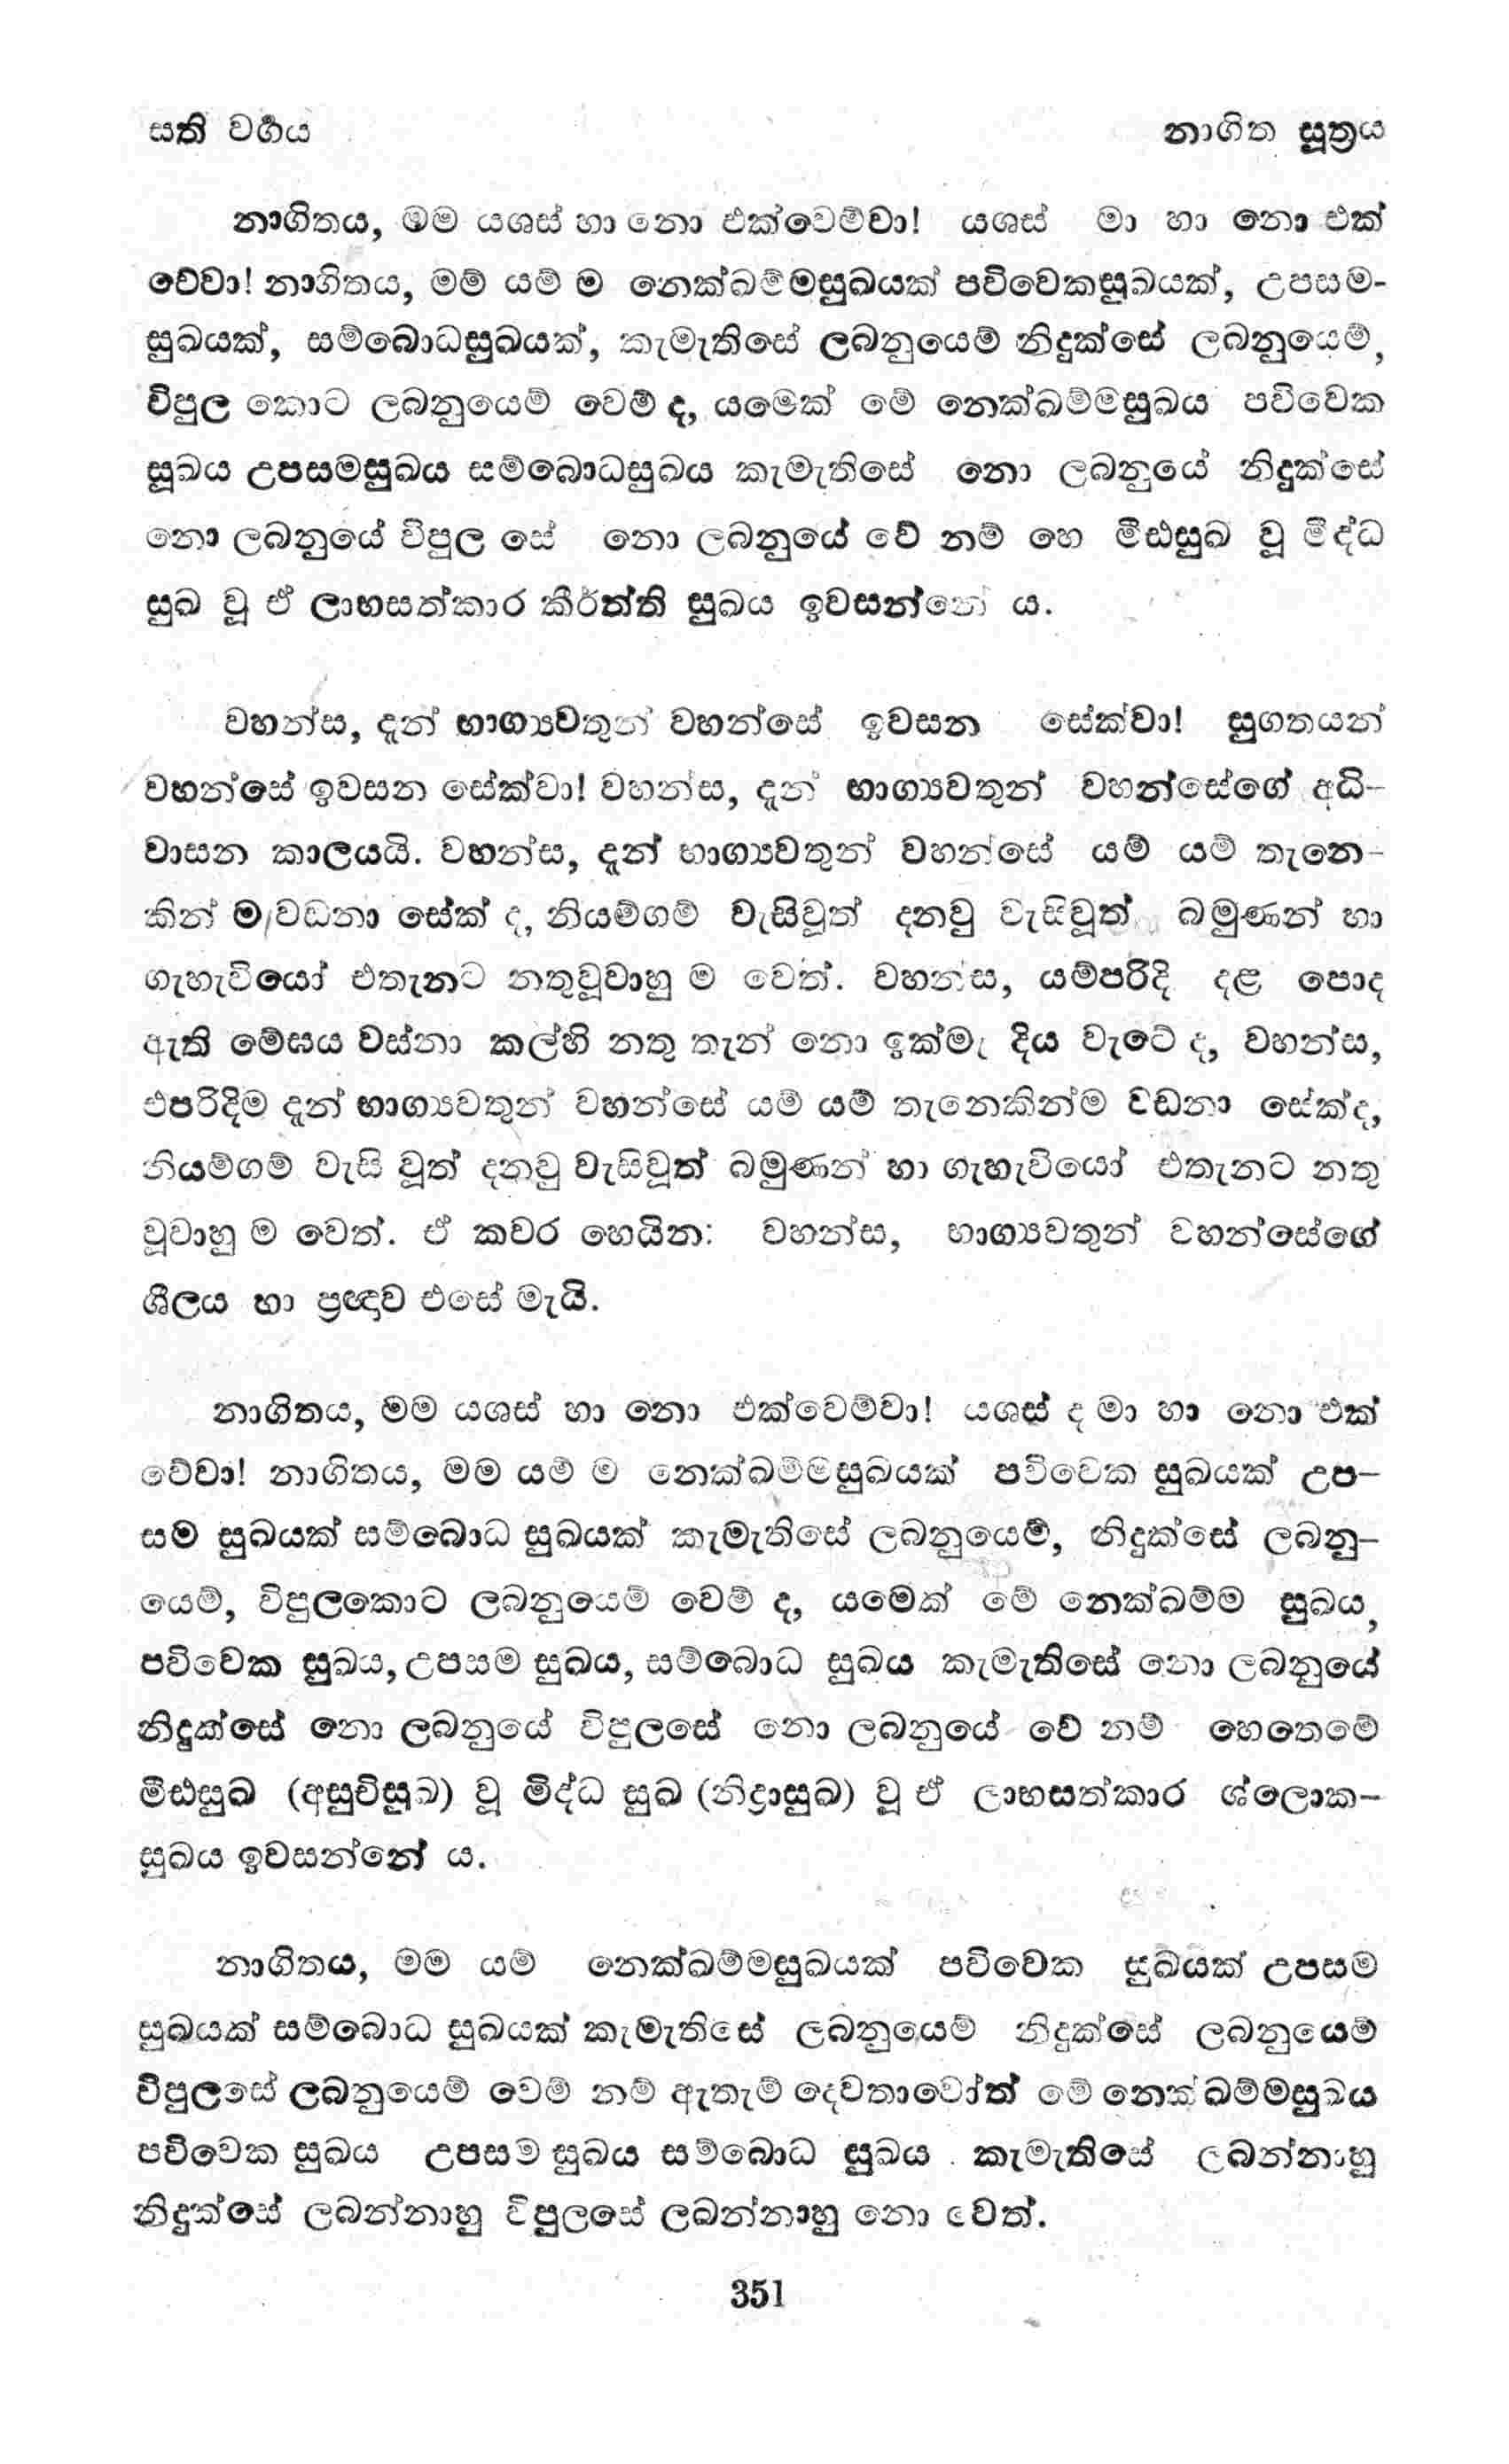 සති වර්‍ගය නාගිත සූත්‍රය
නාගිතය, මම යශස් හා නො එක්වෙම්වා! යශස් මා හා නො එක්
වේවා! නාගිතය, මම් යම් ම නෙක්ඛම්මසුඛයක් පවිවෙකසුඛයක්, උපසම-
සුඛයක්, සම්බොධසුඛයක්, කැමැතිසේ ලබනුයෙම් නිදුක්සේ ලබනුයෙම්,
විපුල කොට ලබනුයෙම් වෙම් ද, යමෙක් මේ නෙක්ඛම්මසුඛය පවිවෙක
සුඛය උපසමසුඛය සම්බොධසුඛය කැමැතිසේ නො ලබනුයේ නිදුක්සේ
නො ලබනුයේ විපුල සේ නො ලබනුයේ වේ නම් හෙ මීඪසුඛ වූ මිද්ධ
සුඛ වූ ඒ ලාභසත්කාර කීර්ත්ති සුඛය ඉවසන්නේ ය.
වහන්ස, දැන් භාග්‍යවතුන් වහන්සේ ඉවසන සේක්වා! සුගතයන්
වහන්සේ ඉවසන සේක්වා! වහන්ස, දැන් භාග්‍යවතුන් වහන්සේගේ අධි-
වාසන කාලයයි. වහන්ස, දැන් භාග්‍යවතුන් වහන්සේ යම් යම් තැනෙ-
කින් ම වඩනා සේක් ද, නියම්ගම් වැසිවූත් දනවු වැසිවූත් බමුණන් හා
ගැහැවියෝ එතැනට නතුවූවාහු ම වෙත්. වහන්ස, යම්පරිදි දළ පොද
ඇති මේඝය වස්නා කල්හි නතු තැන් නො ඉක්මැ දිය වැටේ ද, වහන්ස,
එපරිදිම දැන් භාග්‍යවතුන් වහන්සේ යම් යම් තැනෙකින්ම වඩනා සේක්ද,
නියම්ගම් වැසි වූත් දනවු වැසිවූත් බමුණන් හා ගැහැවියෝ එතැනට නතු
වූවාහු ම වෙත්. ඒ කවර හෙයින: වහන්ස, භාග්‍යවතුන් වහන්සේගේ
ශීලය හා ප්‍රඥාව එසේ මැයි.
නාගිතය, මම යශස් හා නො එක්වෙම්වා! යශස් ද මා හා නො එක්
වේවා! නාගිතය, මම යම් ම නෙක්ඛම්මසුඛයක් පවිවෙක සුඛයක් උප-
සම සුඛයක් සම්බොධ සුඛයක් කැමැතිසේ ලබනුයෙම්, නිදුක්සේ ලබනු-
යෙම්, විපුලකොට ලබනුයෙම් වෙම් ද, යමෙක් මේ නෙක්ඛම්ම සුඛය,
පවිවෙක සුඛය, උපසම සුඛය, සම්බොධ සුඛය කැමැතිසේ නො ලබනුයේ
නිදුක්සේ නො ලබනුයේ විපුලසේ නො ලබනුයේ වේ නම් හෙතෙමේ
මීඪසුඛ (අසුචිසුඛ) වූ මිද්ධ සුඛ (නිද්‍රාසුඛ) වූ ඒ ලාභසත්කාර ශ්ලොක-
සුඛය ඉවසන්නේ ය.
නාගිතය, මම යම් නෙක්ඛම්මසුඛයක් පවිවෙක සුඛයක් උපසම
සුඛයක් සම්බොධ සුඛයක් කැමැතිසේ ලබනුයෙම් නිදුක්සේ ලබනුයෙම්
විපුලසේ ලබනුයෙම් වෙම් නම් ඇතැම් දෙවතාවෝත් මේ නෙක්ඛම්මසුඛය
පවිවෙක සුඛය උපසම සුඛය සම්බොධ සුඛය කැමැතිසේ ලබන්නාහු
නිදුක්සේ ලබන්නාහු විපුලසේ ලබන්නාහු නො වෙත්.
351